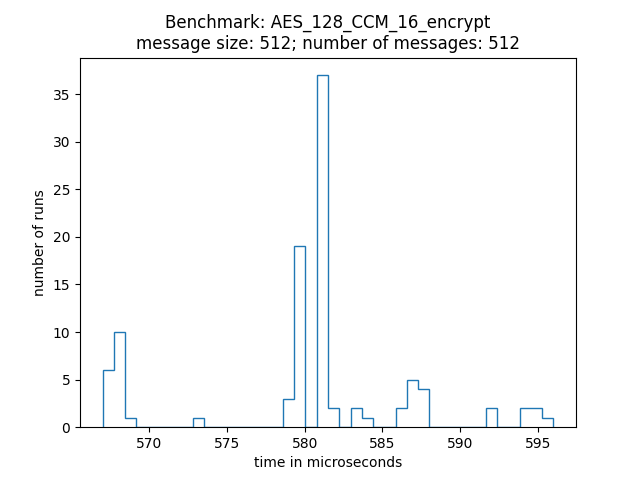 Benchmark: AES_128_CCM_16_encrypt
message size: 512; number of messages: 512
number of runs
35
30
25
20
15
10
5
0
570 575 580 585 590 595
time in microseconds